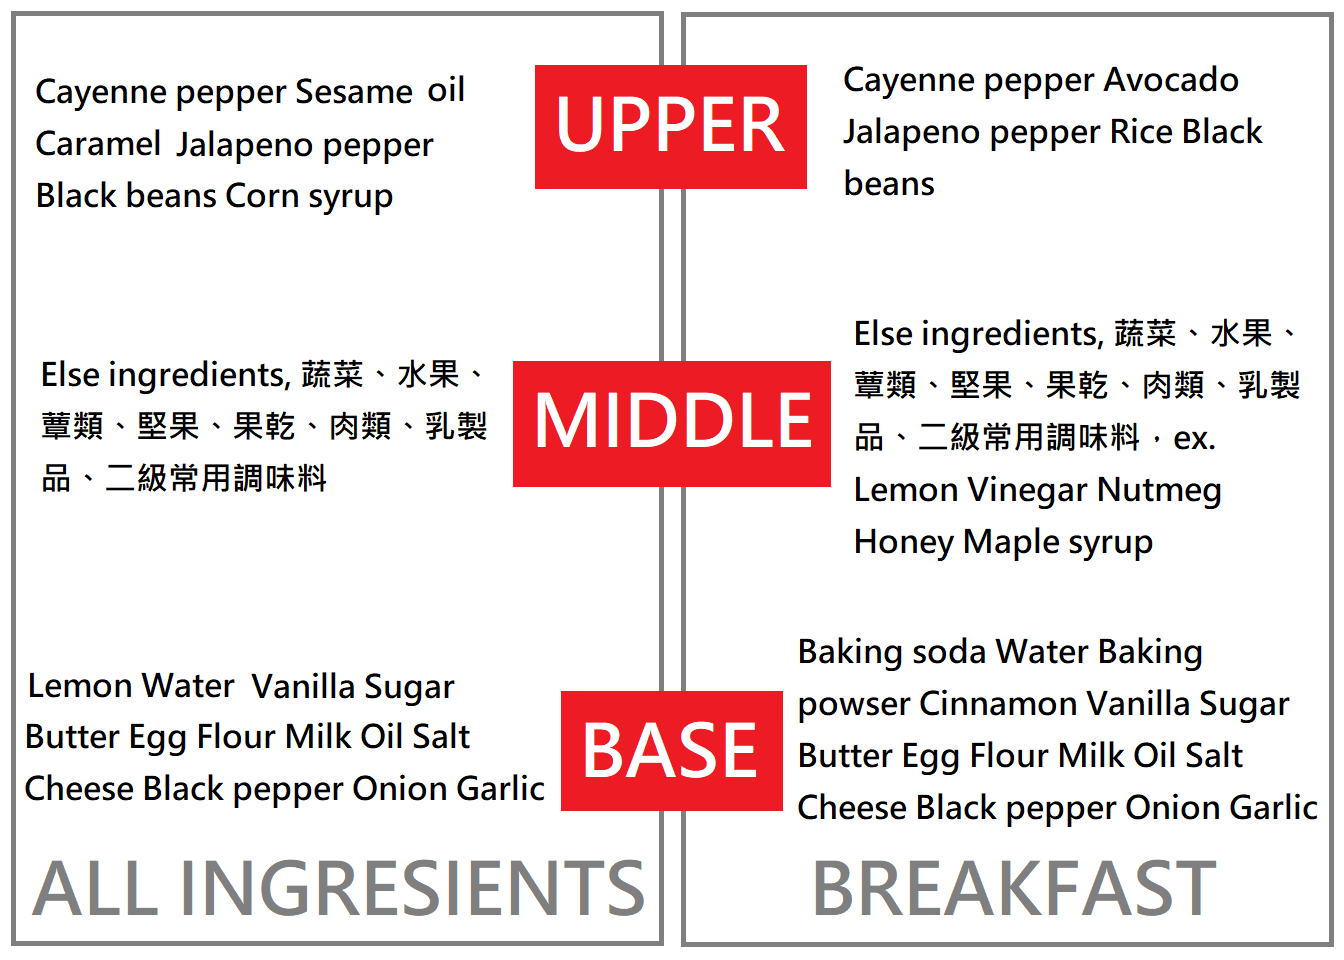 Cayenne pepper Sesame oil
Caramel Jalapeno pepper
Black beans Corn syrup
UPPER
Cayenne pepper Avocado
Jalapeno pepper Rice Black
beans
Else ingredients, 蔬菜、水果、
蕈類、堅果、果乾、肉類、乳製
品、二級常用調味料
MIDDLE
Else ingredients, 蔬菜、水果、
蕈類、堅果、果乾、肉類、乳製
品、二級常用調味料，ex.
Lemon Vinegar Nutmeg
Honey Maple syrup
Lemon Water Vanilla Sugar
Butter Egg Flour Milk Oil Salt
Cheese Black pepper Onion Garlic
BASE
Baking soda Water Baking
powser Cinnamon Vanilla Sugar
Butter Egg Flour Milk Oil Salt
Cheese Black pepper Onion Garlic
ALL INGRESIENTS
BREAKFAST